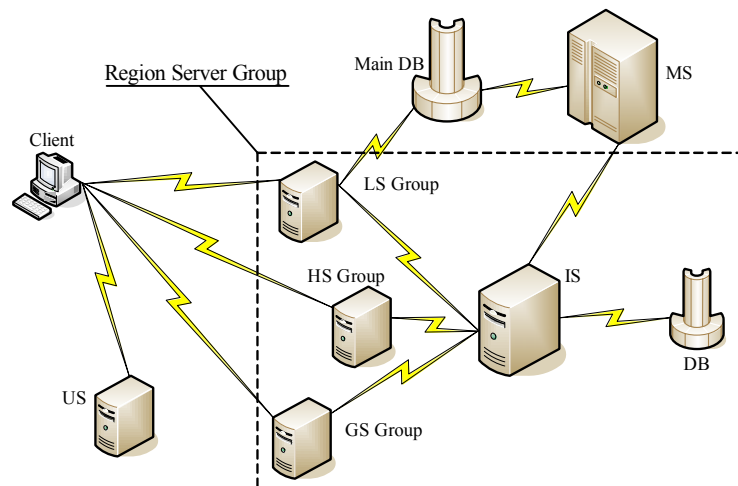 Main DB
MS
Region Server Group
Client
LS Group
HS Group
IS
DB
US
GS Group